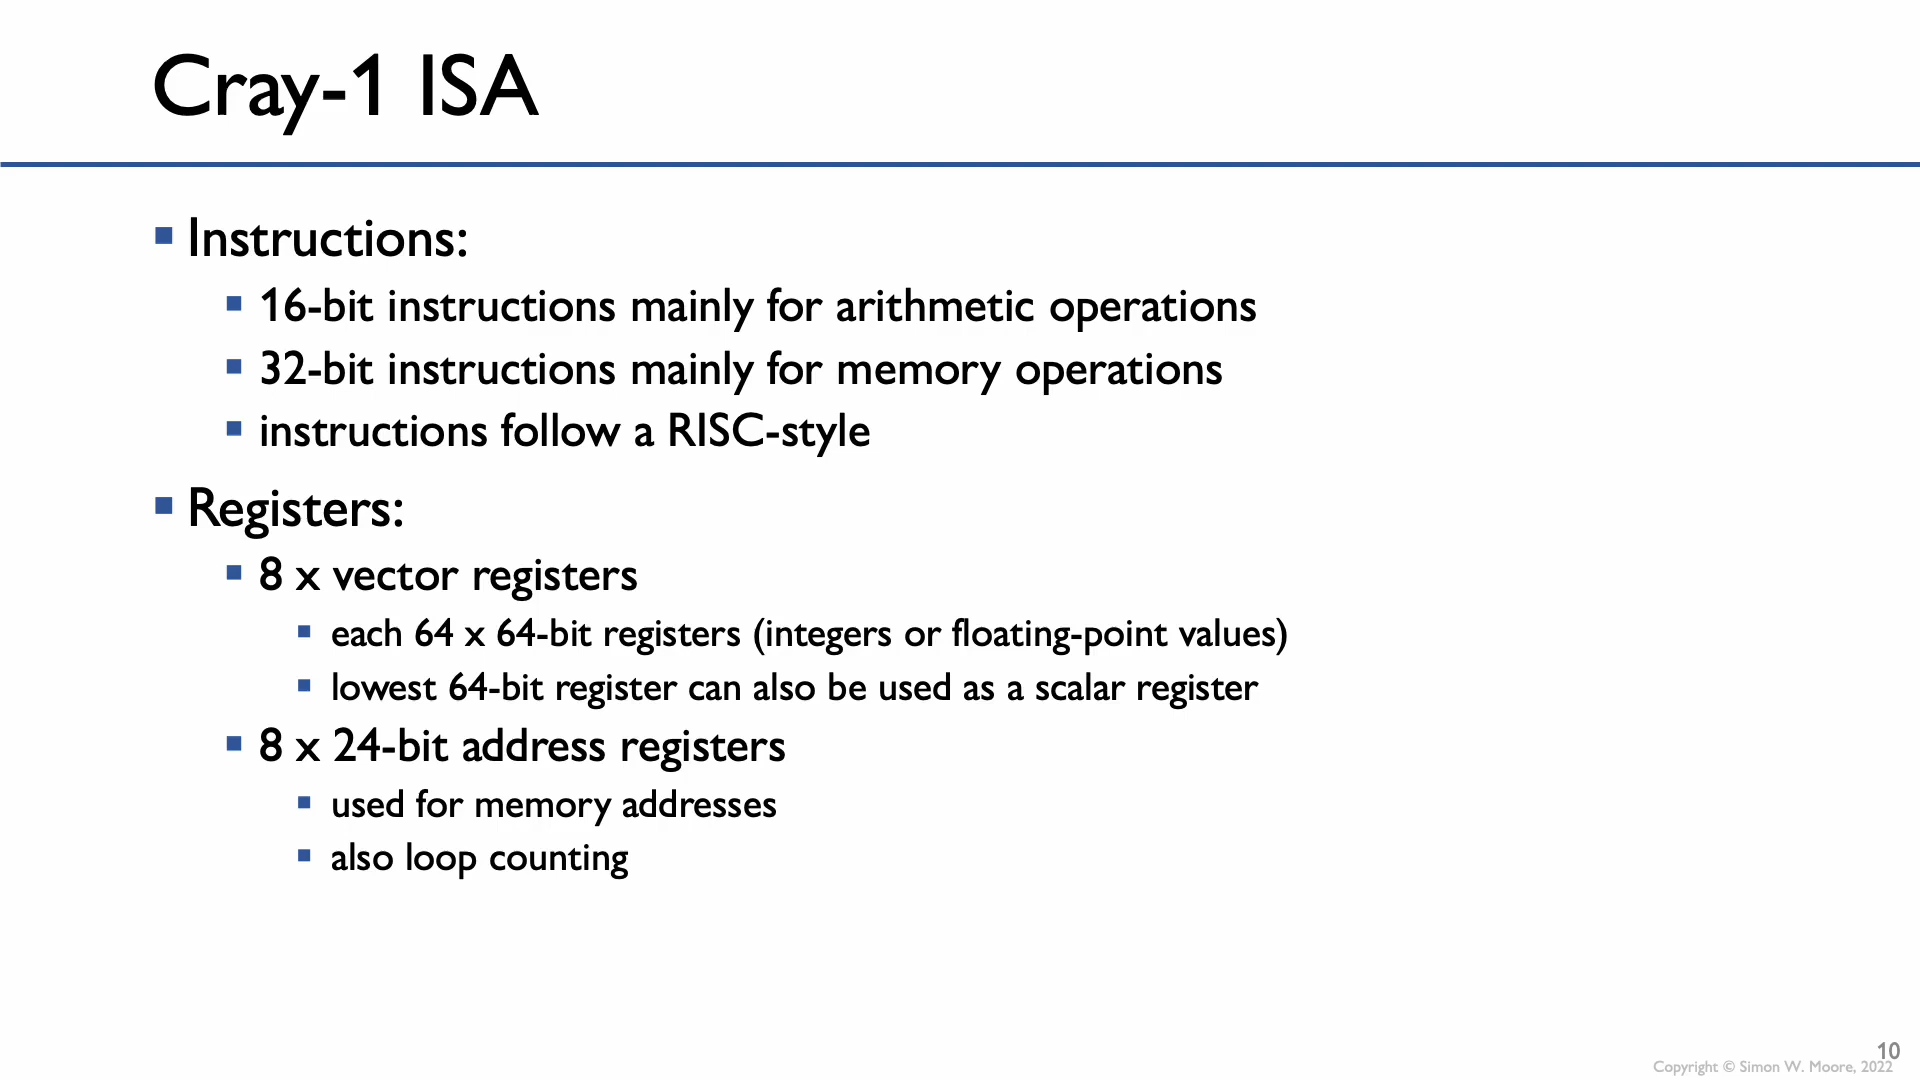 Cray-1 ISA
Instructions:
16-bit instructions mainly for arithmetic operations
32-bit instructions mainly for memory operations
instructions follow a RISC-style
Registers:
8 x vector registers
each 64 x 64-bit registers (integers or floating-point values)
lowest 64-bit register can also be used as a scalar register
8 x 24-bit address registers
used for memory addresses
also loop counting
10
Copyright © Simon W. Moore, 2022